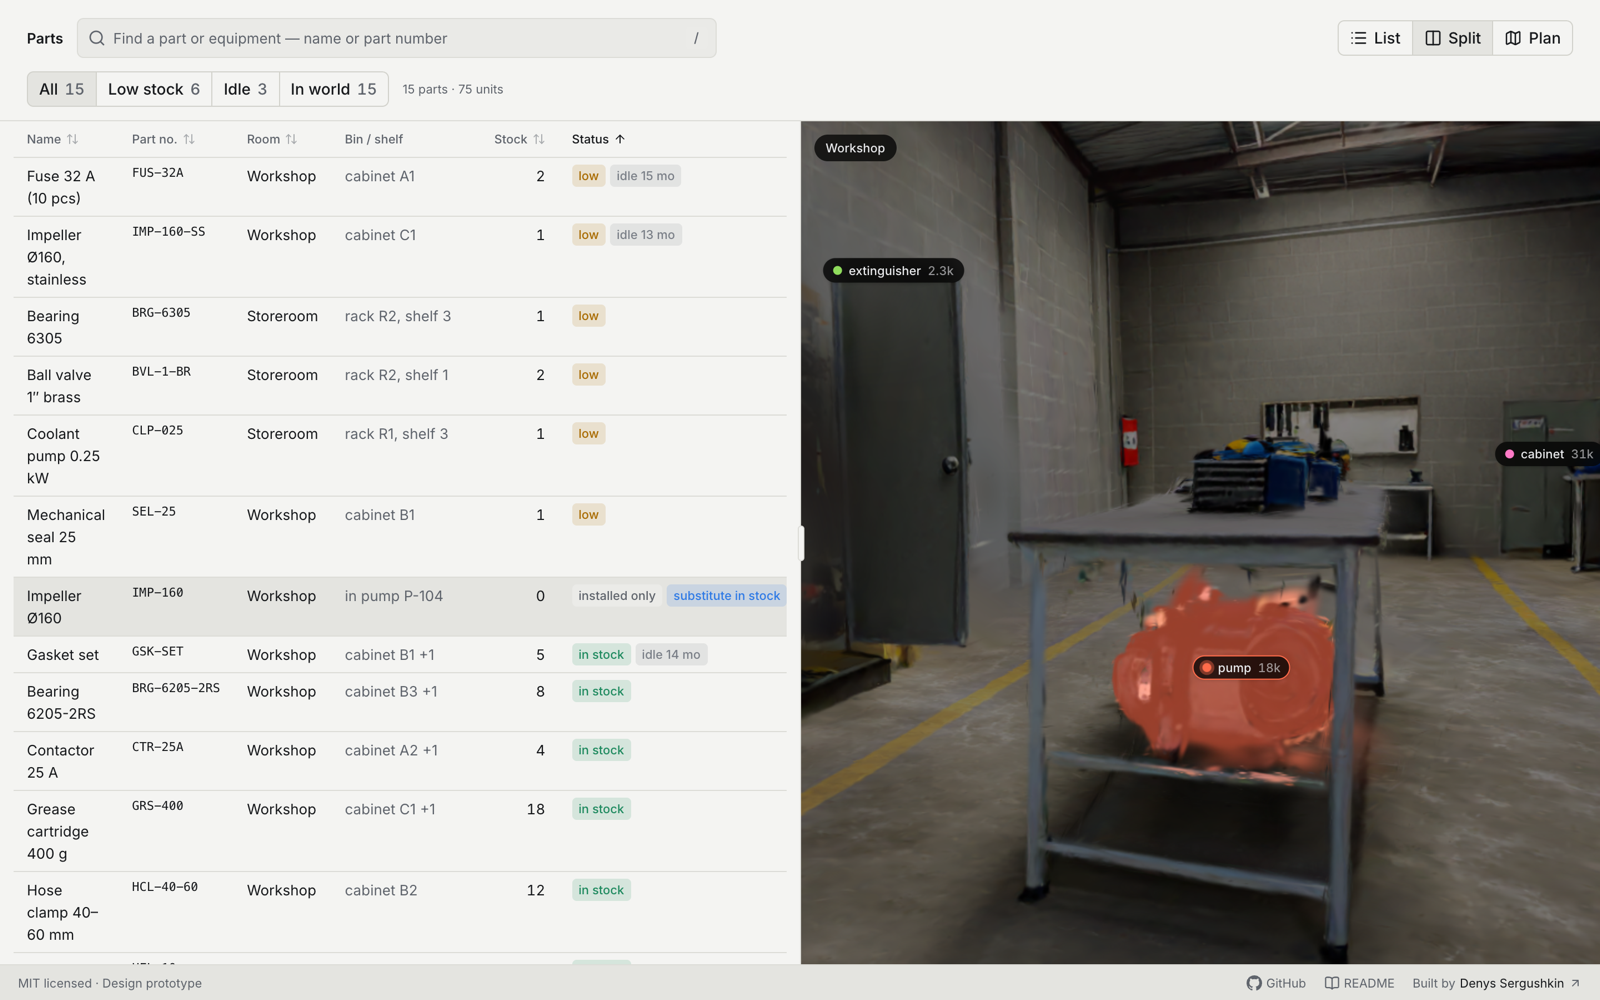 Parts
Find a part or equipment — name or part number /
List Split Plan
All 15 Low stock 6 Idle 3 In world 15 15 parts · 75 units
Name Part no. Room Bin / shelf Stock Status
Fuse 32 A
(10 pcs)
FUS-32A
Workshop
cabinet A1
2
low idle 15 mo
Impeller
Ø160,
stainless
IMP-160-SS
Workshop
cabinet C1
1
low idle 13 mo
Bearing
6305
BRG-6305
Storeroom
rack R2, shelf 3
1
low
Ball valve
1″ brass
BVL-1-BR
Storeroom
rack R2, shelf 1
2
low
Coolant
pump 0.25
kW
CLP-025
Storeroom
rack R1, shelf 3
1
low
Mechanical
seal 25
mm
SEL-25
Workshop
cabinet B1
1
low
Impeller
Ø160
IMP-160
Workshop
in pump P-104
0
installed only substitute in stock
Gasket set
GSK-SET
Workshop
cabinet B1 +1
5
in stock idle 14 mo
Bearing
6205-2RS
BRG-6205-2RS
Workshop
cabinet B3 +1
8
in stock
Contactor
25 A
CTR-25A
Workshop
cabinet A2 +1
4
in stock
Grease
cartridge
400 g
GRS-400
Workshop
cabinet C1 +1
18
in stock
Hose
clamp 40–
60 mm
HCL-40-60
Workshop
cabinet B2
12
in stock
Workshop
extinguisher 2.3k
cabinet 31k
pump 18k
MIT licensed · Design prototype
GitHub README Built by Denys Sergushkin ↗